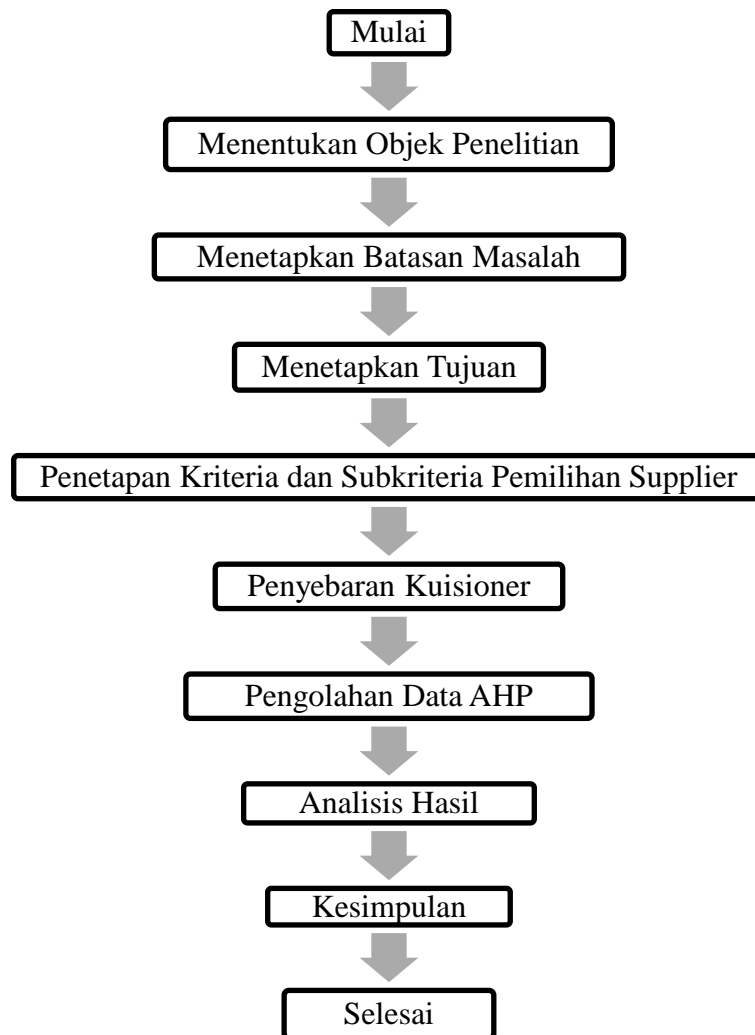 Mulai
Menentukan Objek Penelitian
Menetapkan Batasan Masalah
Menetapkan Tujuan
Penetapan Kriteria dan Subkriteria Pemilihan Supplier
Penyebaran Kuisioner
Pengolahan Data AHP
Analisis Hasil
Kesimpulan
Selesai